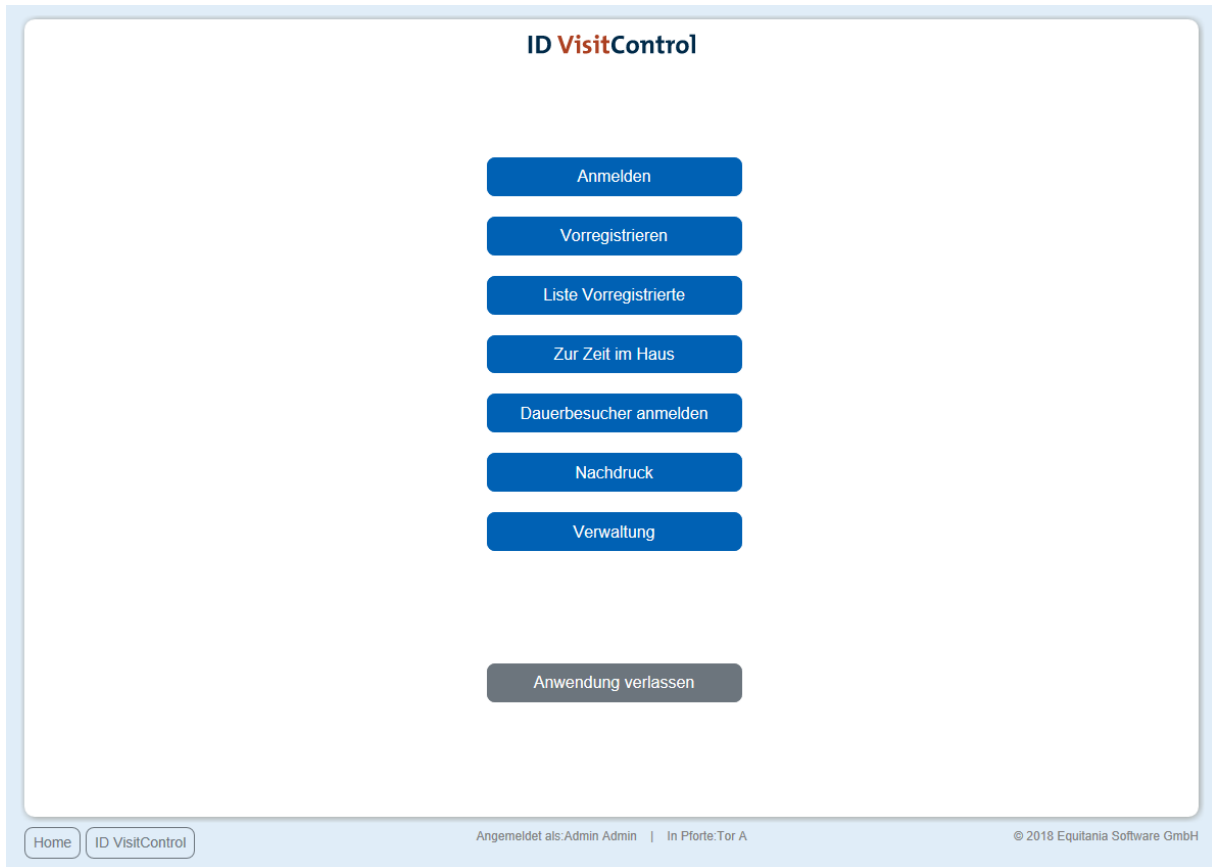 ID VisitControl
Anmelden
Vorregistrieren
Liste Vorregistrierte
Zur Zeit im Haus
Dauerbesucher anmelden
Nachdruck
Verwaltung
Anwendung verlassen
Home ID VisitControl Angemeldet als:Admin Admin | In Pforte:Tor A © 2018 Equitania Software GmbH